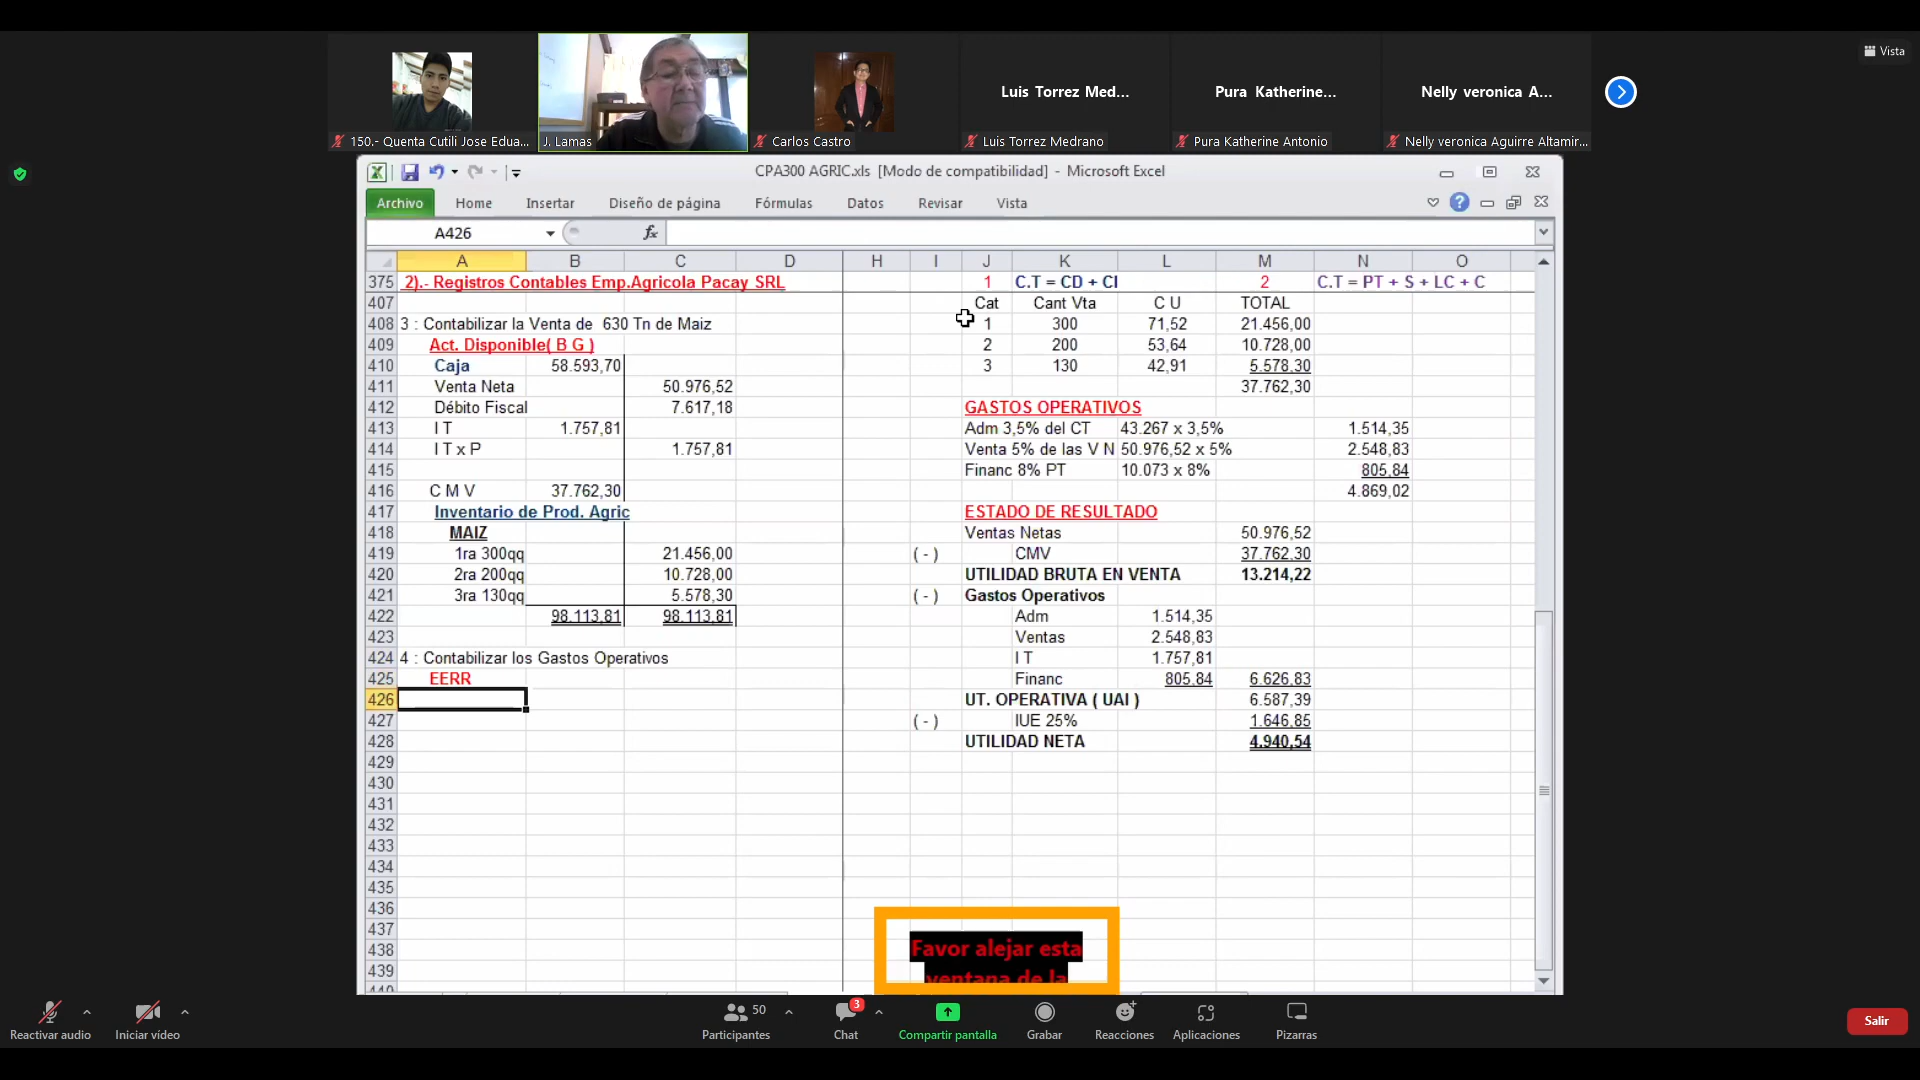 Vista
Luis Torrez Med...
Pura Katherine...
Nelly veronica A...
150.- Quenta Cutili Jose Edua...
J. Lamas
Carlos Castro
Luis Torrez Medrano
Pura Katherine Antonio
Nelly veronica Aguirre Altamir...
CPA300 AGRIC.xls [Modo de compatibilidad] - Microsoft Excel
Archivo Home Insertar Diseño de página Fórmulas Datos Revisar Vista
A426 fx
A B C D H I J K L M N O
375 2).- Registros Contables Emp.Agricola Pacay SRL 1 C.T = CD + CI 2 C.T = PT + S + LC + C
407 Cat Cant Vta C U TOTAL
408 3 : Contabilizar la Venta de 630 Tn de Maiz 1 300 71,52 21.456,00
409 Act. Disponible( B G ) 2 200 53,64 10.728,00
410 Caja 58.593,70 3 130 42,91 5.578,30
411 Venta Neta 50.976,52 37.762,30
412 Débito Fiscal 7.617,18 GASTOS OPERATIVOS
413 I T 1.757,81 Adm 3,5% del CT 43.267 x 3,5% 1.514,35
414 I T x P 1.757,81 Venta 5% de las V N 50.976,52 x 5% 2.548,83
415 Financ 8% PT 10.073 x 8% 805,84
416 C M V 37.762,30 4.869,02
417 Inventario de Prod. Agric ESTADO DE RESULTADO
418 MAIZ Ventas Netas 50.976,52
419 1ra 300qq 21.456,00 ( - ) CMV 37.762,30
420 2ra 200qq 10.728,00 UTILIDAD BRUTA EN VENTA 13.214,22
421 3ra 130qq 5.578,30 ( - ) Gastos Operativos
422 98.113,81 98.113,81 Adm 1.514,35
423 Ventas 2.548,83
424 4 : Contabilizar los Gastos Operativos I T 1.757,81
425 EERR Financ 805,84 6.626,83
426 UT. OPERATIVA ( UAI ) 6.587,39
427 ( - ) IUE 25% 1.646,85
428 UTILIDAD NETA 4.940,54
429
430
431
432
433
434
435
436
437
438 Favor alejar esta
439 ventana de la
Reactivar audio
Iniciar vídeo
50
Participantes
3
Chat
Compartir pantalla
Grabar
Reacciones
Aplicaciones
Pizarras
Salir